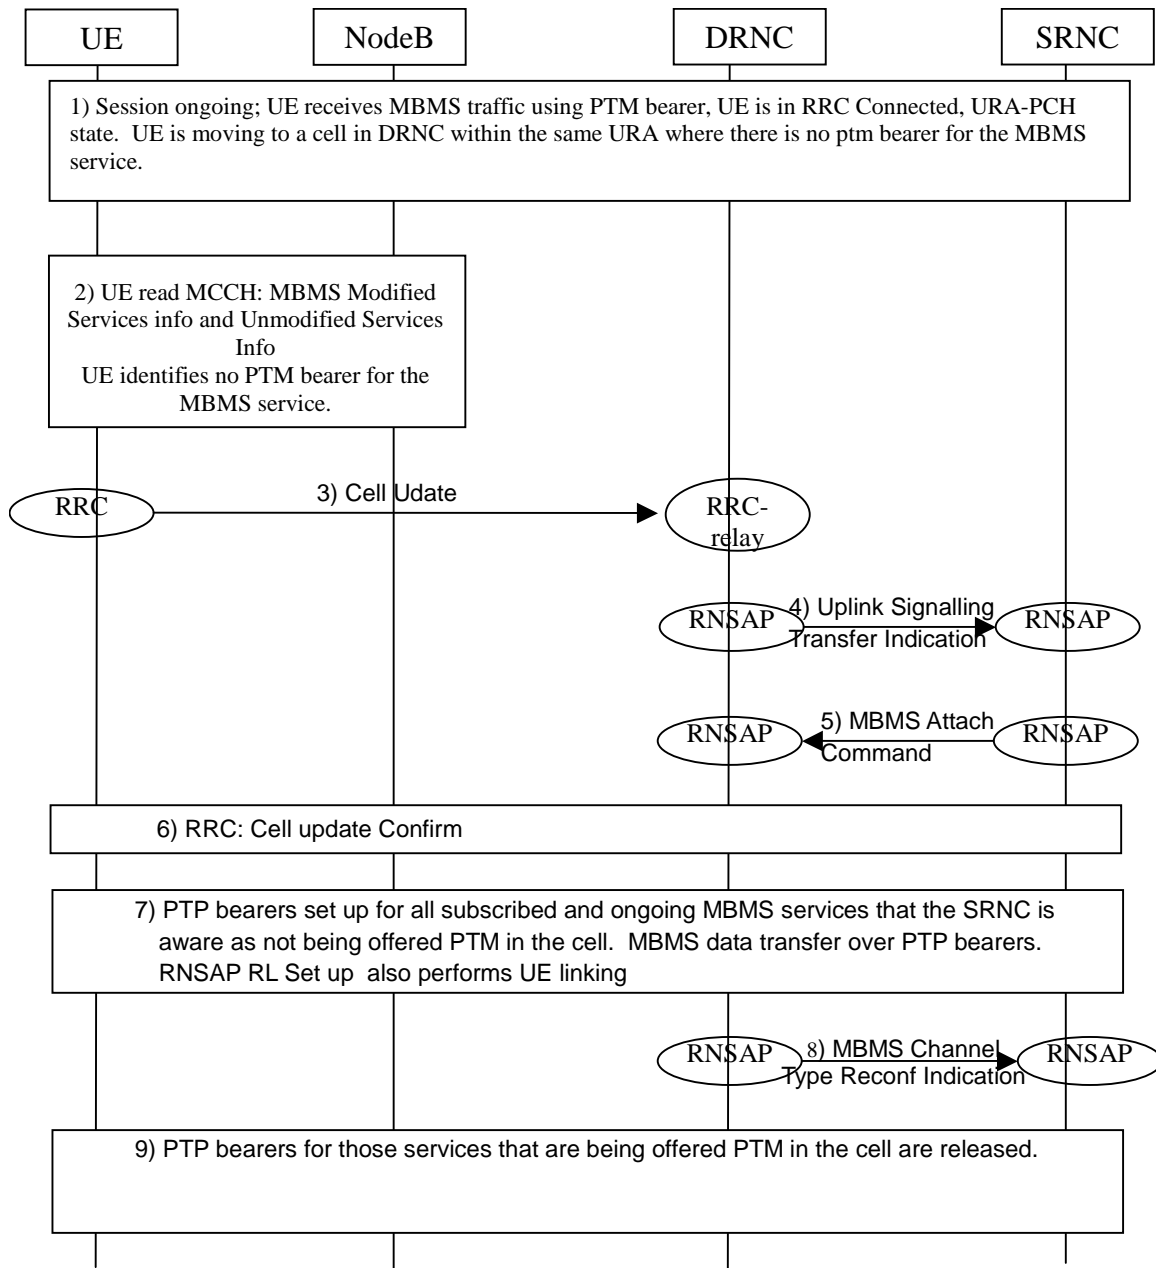 UE NodeB DRNC SRNC
1) Session ongoing; UE receives MBMS traffic using PTM bearer, UE is in RRC Connected, URA-PCH
state.  UE is moving to a cell in DRNC within the same URA where there is no ptm bearer for the MBMS
service.
2) UE read MCCH: MBMS Modified
Services info and Unmodified Services
Info
UE identifies no PTM bearer for the
MBMS service.
RRC 3) Cell Udate RRC-
relay
RNSAP 4) Uplink Signalling RNSAP
Transfer Indication
RNSAP 5) MBMS Attach RNSAP
Command
6) RRC: Cell update Confirm
7) PTP bearers set up for all subscribed and ongoing MBMS services that the SRNC is
aware as not being offered PTM in the cell.  MBMS data transfer over PTP bearers.
RNSAP RL Set up  also performs UE linking
RNSAP 8) MBMS Channel RNSAP
Type Reconf Indication
9) PTP bearers for those services that are being offered PTM in the cell are released.